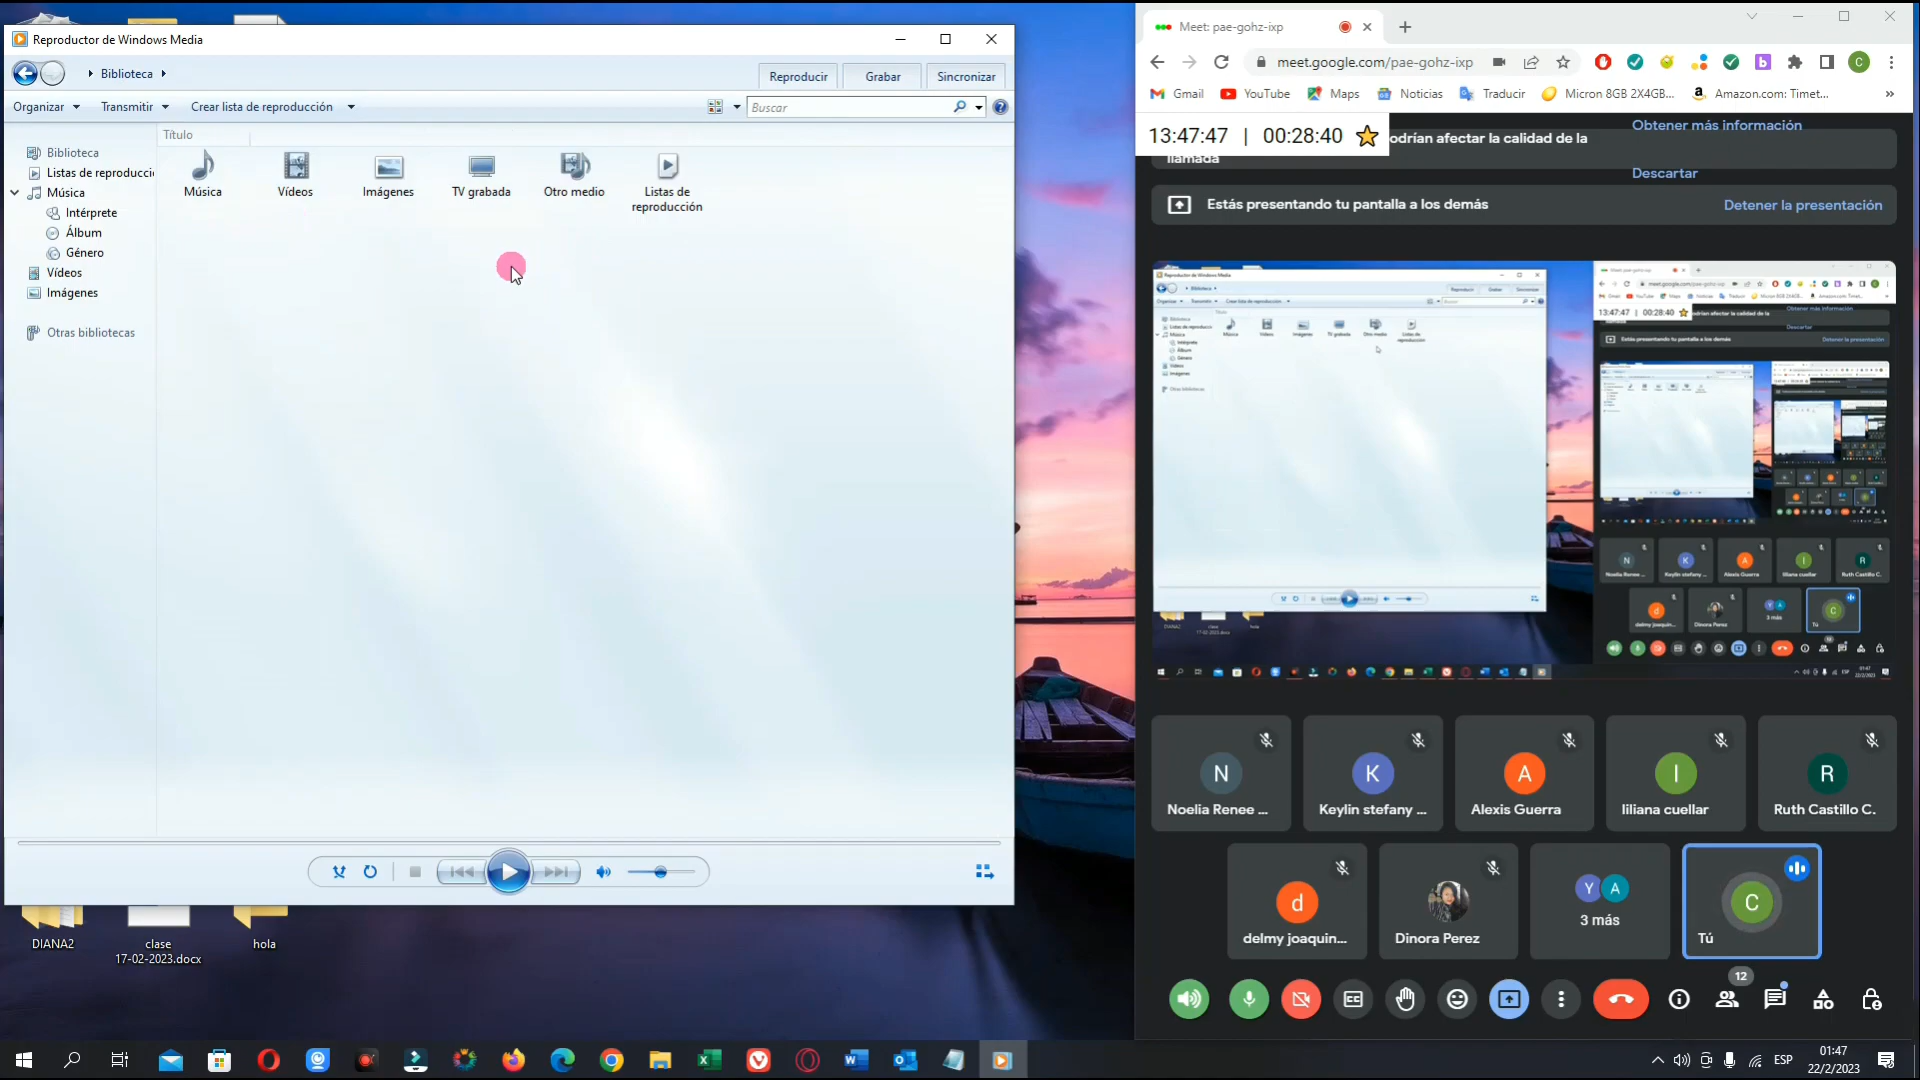 Reproductor de Windows Media
Biblioteca
Reproducir
Grabar
Sincronizar
Organizar
Transmitir
Crear lista de reproducción
Buscar
Título
Biblioteca
Listas de reproducci
Música
Intérprete
Álbum
Género
Vídeos
Imágenes
Otras bibliotecas
Música
Vídeos
Imágenes
TV grabada
Otro medio
Listas de
reproducción
DIANA2
clase
17-02-2023.docx
hola
Meet: pae-gohz-ixp
meet.google.com/pae-gohz-ixp
Gmail
YouTube
Maps
Noticias
Traducir
Micron 8GB 2X4GB...
Amazon.com: Timet...
»
13:47:47 | 00:28:40
odrían afectar la calidad de la
llamada
Obtener más información
Descartar
Estás presentando tu pantalla a los demás
Detener la presentación
N
Noelia Renee ...
K
Keylin stefany ...
A
Alexis Guerra
l
liliana cuellar
R
Ruth Castillo C.
d
delmy joaquin...
Dinora Perez
Y A
3 más
C
Tú
12
ESP
01:47
22/2/2023